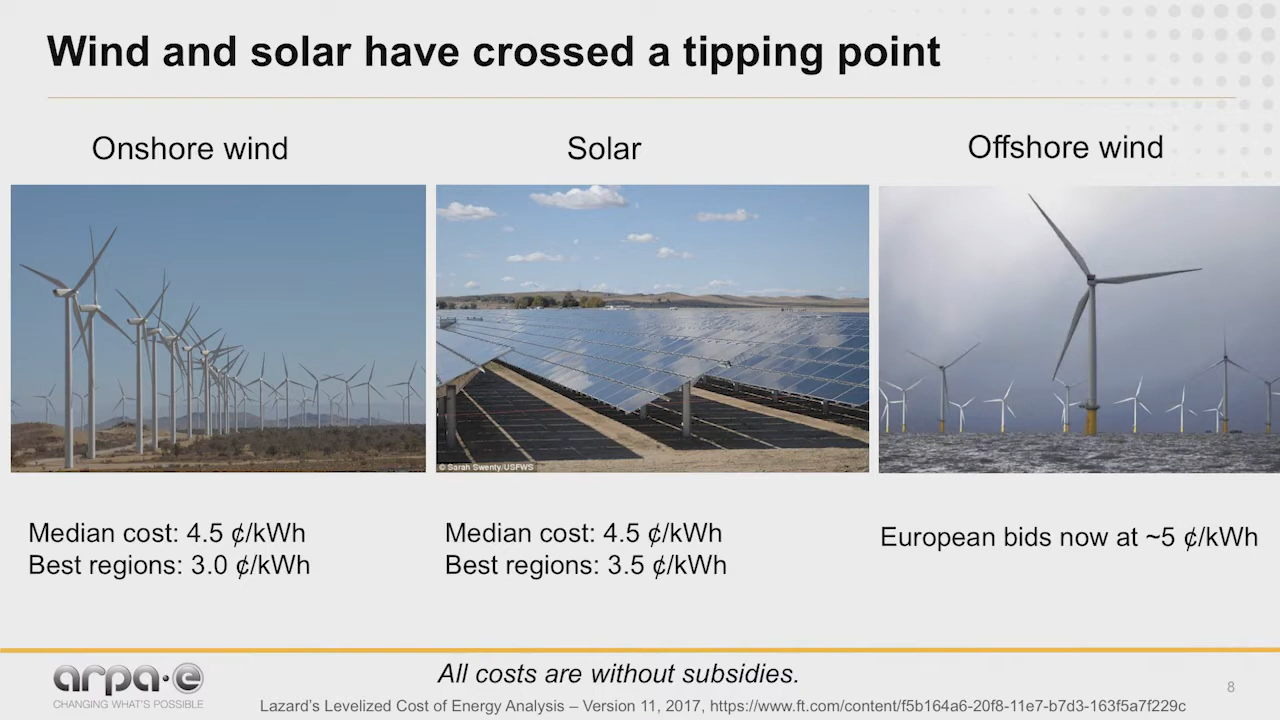 Wind and solar have crossed a tipping point
Onshore wind
Solar
Offshore wind
© Sarah Swenty/USFWS
Median cost: 4.5 ¢/kWh
Best regions: 3.0 ¢/kWh
Median cost: 4.5 ¢/kWh
Best regions: 3.5 ¢/kWh
European bids now at ~5 ¢/kWh
arpa·e
CHANGING WHAT'S POSSIBLE
All costs are without subsidies.
Lazard's Levelized Cost of Energy Analysis – Version 11, 2017, https://www.ft.com/content/f5b164a6-20f8-11e7-b7d3-163f5a7f229c
8